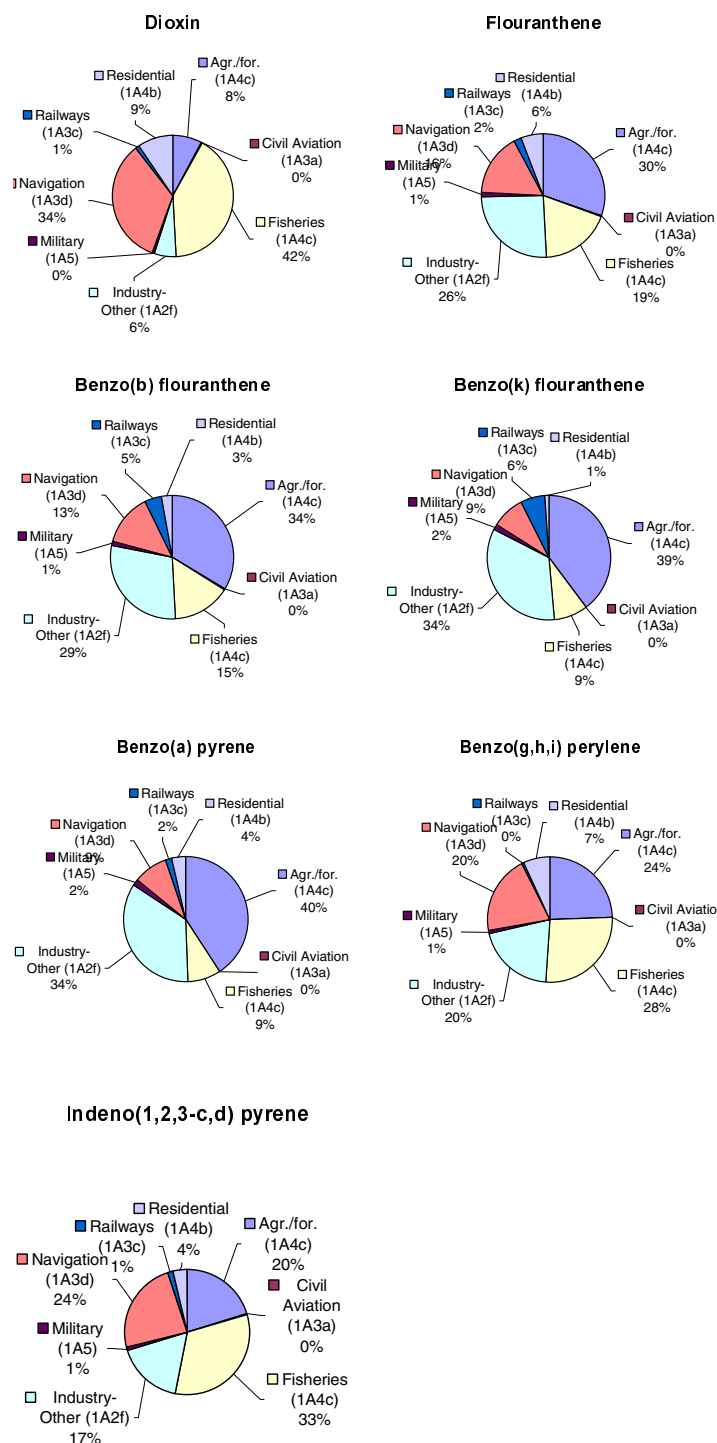 Dioxin
Residential
(1A4b)
9%
Agr./for.
(1A4c)
8%
Railways
(1A3c)
1%
Civil Aviation
(1A3a)
0%
Navigation
(1A3d)
34%
Fisheries
(1A4c)
42%
Military
(1A5)
0%
Industry-
Other (1A2f)
6%
Flouranthene
Residential
(1A4b)
6%
Railways
(1A3c)
2%
Navigation
(1A3d)
16%
Agr./for.
(1A4c)
30%
Military
(1A5)
1%
Civil Aviation
(1A3a)
0%
Industry-
Other (1A2f)
26%
Fisheries
(1A4c)
19%
Benzo(b) flouranthene
Railways
(1A3c)
5%
Residential
(1A4b)
3%
Navigation
(1A3d)
13%
Agr./for.
(1A4c)
34%
Military
(1A5)
1%
Civil Aviation
(1A3a)
0%
Industry-
Other (1A2f)
29%
Fisheries
(1A4c)
15%
Benzo(k) flouranthene
Railways
(1A3c)
6%
Residential
(1A4b)
1%
Navigation
(1A3d)
9%
Military
(1A5)
2%
Agr./for.
(1A4c)
39%
Industry-
Other (1A2f)
34%
Civil Aviation
(1A3a)
0%
Fisheries
(1A4c)
9%
Benzo(a) pyrene
Railways
(1A3c)
2%
Residential
(1A4b)
4%
Navigation
(1A3d)
9%
Military
(1A5)
2%
Agr./for.
(1A4c)
40%
Industry-
Other (1A2f)
34%
Civil Aviation
(1A3a)
0%
Fisheries
(1A4c)
9%
Benzo(g,h,i) perylene
Railways
(1A3c)
0%
Residential
(1A4b)
7%
Navigation
(1A3d)
20%
Agr./for.
(1A4c)
24%
Military
(1A5)
1%
Civil Aviatio
(1A3a)
0%
Industry-
Other (1A2f)
20%
Fisheries
(1A4c)
28%
Indeno(1,2,3-c,d) pyrene
Residential
(1A4b)
4%
Railways
(1A3c)
1%
Agr./for.
(1A4c)
20%
Navigation
(1A3d)
24%
Civil
Aviation
(1A3a)
0%
Military
(1A5)
1%
Fisheries
(1A4c)
33%
Industry-
Other (1A2f)
17%